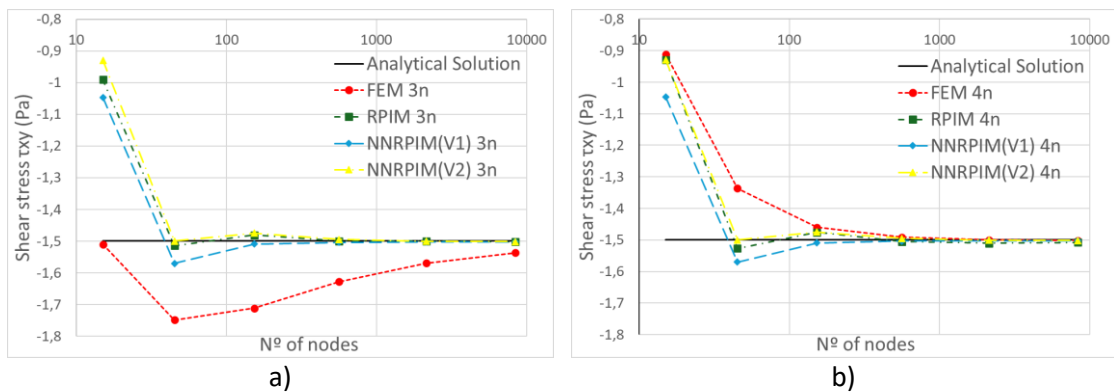 -0,8
10
100
1000
10000
-0,9
-1
-1,1
-1,2
-1,3
-1,4
-1,5
-1,6
-1,7
-1,8
Shear stress τxy (Pa)
Analytical Solution
FEM 3n
RPIM 3n
NNRPIM(V1) 3n
NNRPIM(V2) 3n
Nº of nodes
a)
-0,8
10
100
1000
10000
-0,9
-1
-1,1
-1,2
-1,3
-1,4
-1,5
-1,6
-1,7
-1,8
Shear stress τxy (Pa)
Analytical Solution
FEM 4n
RPIM 4n
NNRPIM(V1) 4n
NNRPIM(V2) 4n
Nº of nodes
b)